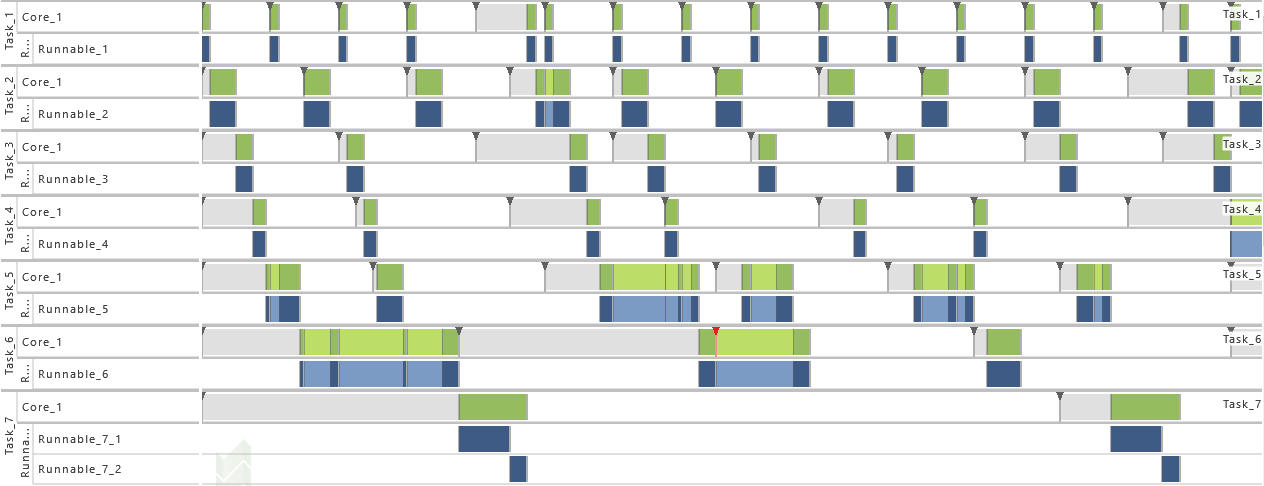 Task_1
Core_1
Task_1
R...
Runnable_1
Task_2
Core_1
Task_2
R...
Runnable_2
Task_3
Core_1
Task_3
R...
Runnable_3
Task_4
Core_1
Task_4
R...
Runnable_4
Task_5
Core_1
Task_5
R...
Runnable_5
Task_6
Core_1
Task_6
R...
Runnable_6
Task_7
Core_1
Task_7
Runna...
Runnable_7_1
Runnable_7_2